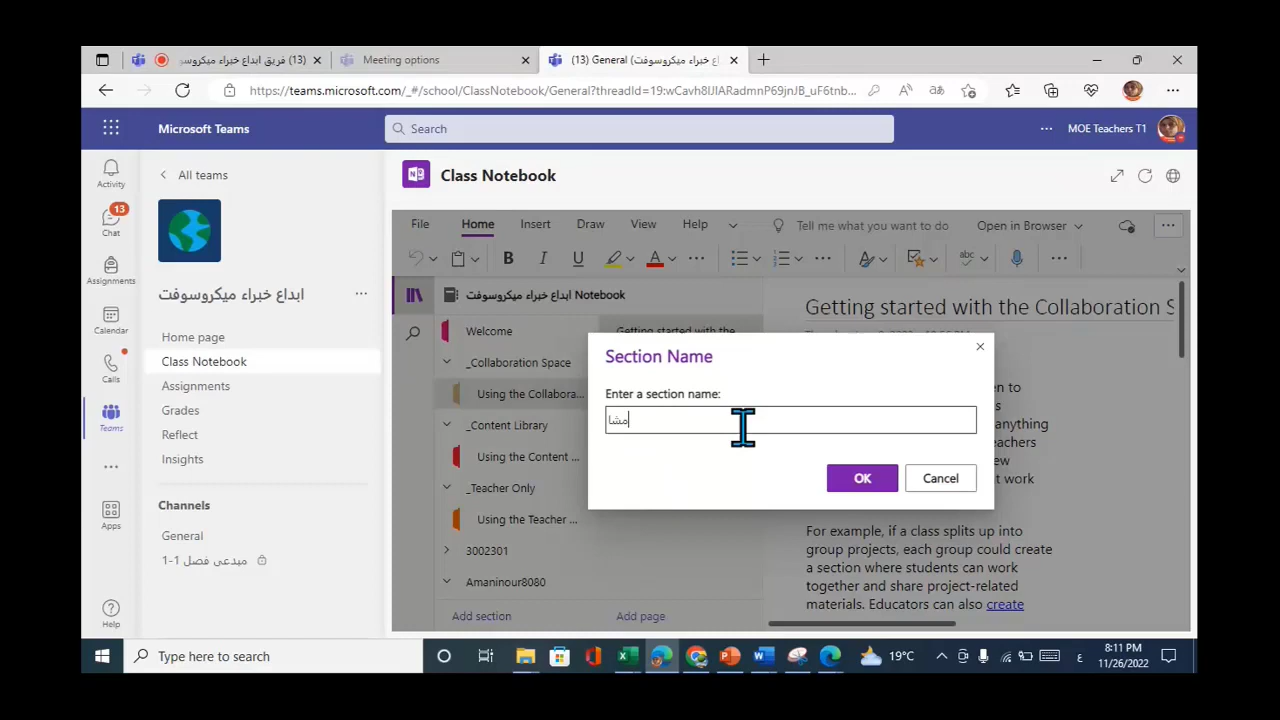 (13) فريق ابداع خبراء ميكروسو
Meeting options
(13) General (اع خبراء ميكروسوفت
https://teams.microsoft.com/_#/school/ClassNotebook/General?threadId=19:wCavh8IJIARadmnP69jnJB_uF6tnb...
Microsoft Teams
Search
MOE Teachers T1
Activity
13
Chat
Assignments
Calendar
Calls
Teams
Apps
Help
All teams
ابداع خبراء ميكروسوفت
Home page
Class Notebook
Assignments
Grades
Reflect
Insights
Channels
General
مبدعي فصل 1-1
Class Notebook
File Home Insert Draw View Help
Tell me what you want to do
Open in Browser
B I U A abc
ابداع خبراء ميكروسوفت Notebook
Welcome
_Collaboration Space
Using the Collabora...
_Content Library
Using the Content ...
_Teacher Only
Using the Teacher ...
3002301
Amaninour8080
Add section
Getting started with the
Add page
Getting started with the Collaboration S
Section Name
Enter a section name:
مشا
OK
Cancel
en to
s
anything
achers
ew
t work
For example, if a class splits up into
group projects, each group could create
a section where students can work
together and share project-related
materials. Educators can also create
Type here to search
19°C
ع
8:11 PM
11/26/2022